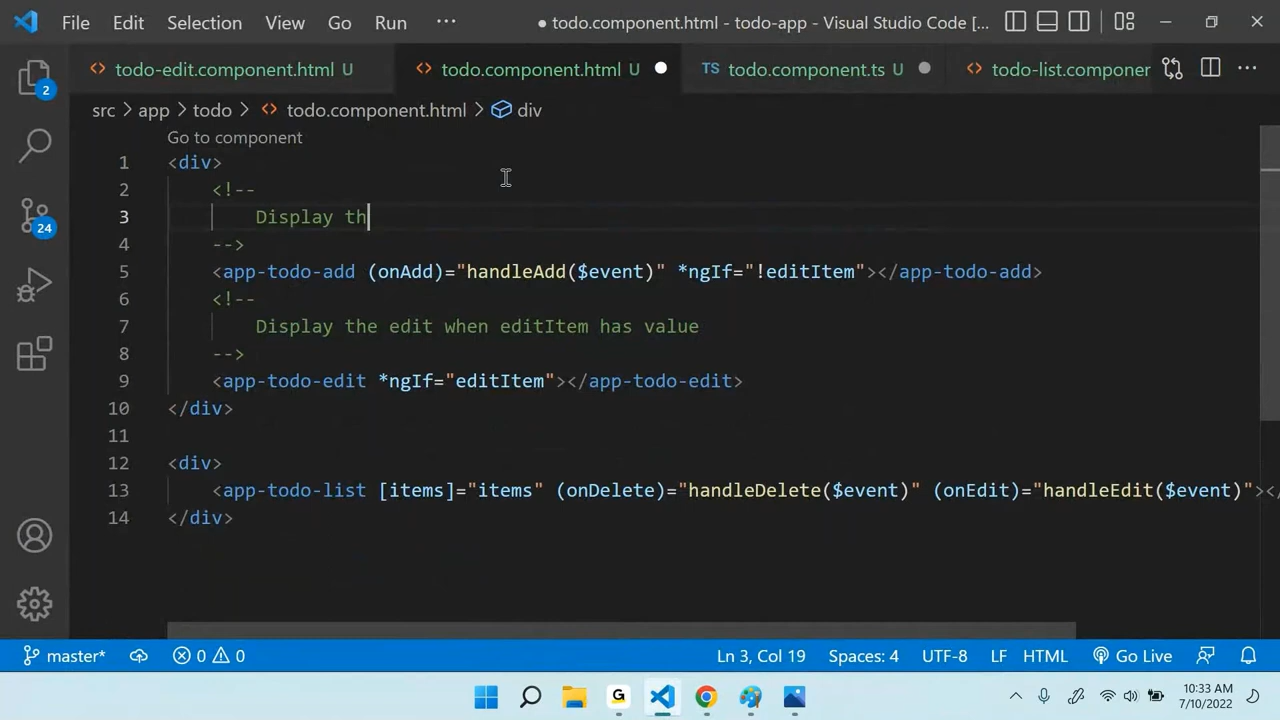 File Edit Selection View Go Run ··· ● todo.component.html - todo-app - Visual Studio Code [...
todo-edit.component.html U todo.component.html U TS todo.component.ts U todo-list.componer
src > app > todo > todo.component.html > div
Go to component
1 <div>
2 <!--
3 Display th
4 -->
5 <app-todo-add (onAdd)="handleAdd($event)" *ngIf="!editItem"></app-todo-add>
6 <!--
7 Display the edit when editItem has value
8 -->
9 <app-todo-edit *ngIf="editItem"></app-todo-edit>
10 </div>
11
12 <div>
13 <app-todo-list [items]="items" (onDelete)="handleDelete($event)" (onEdit)="handleEdit($event)"></
14 </div>
2
24
master* 0 0 Ln 3, Col 19 Spaces: 4 UTF-8 LF HTML Go Live
G
10:33 AM
7/10/2022